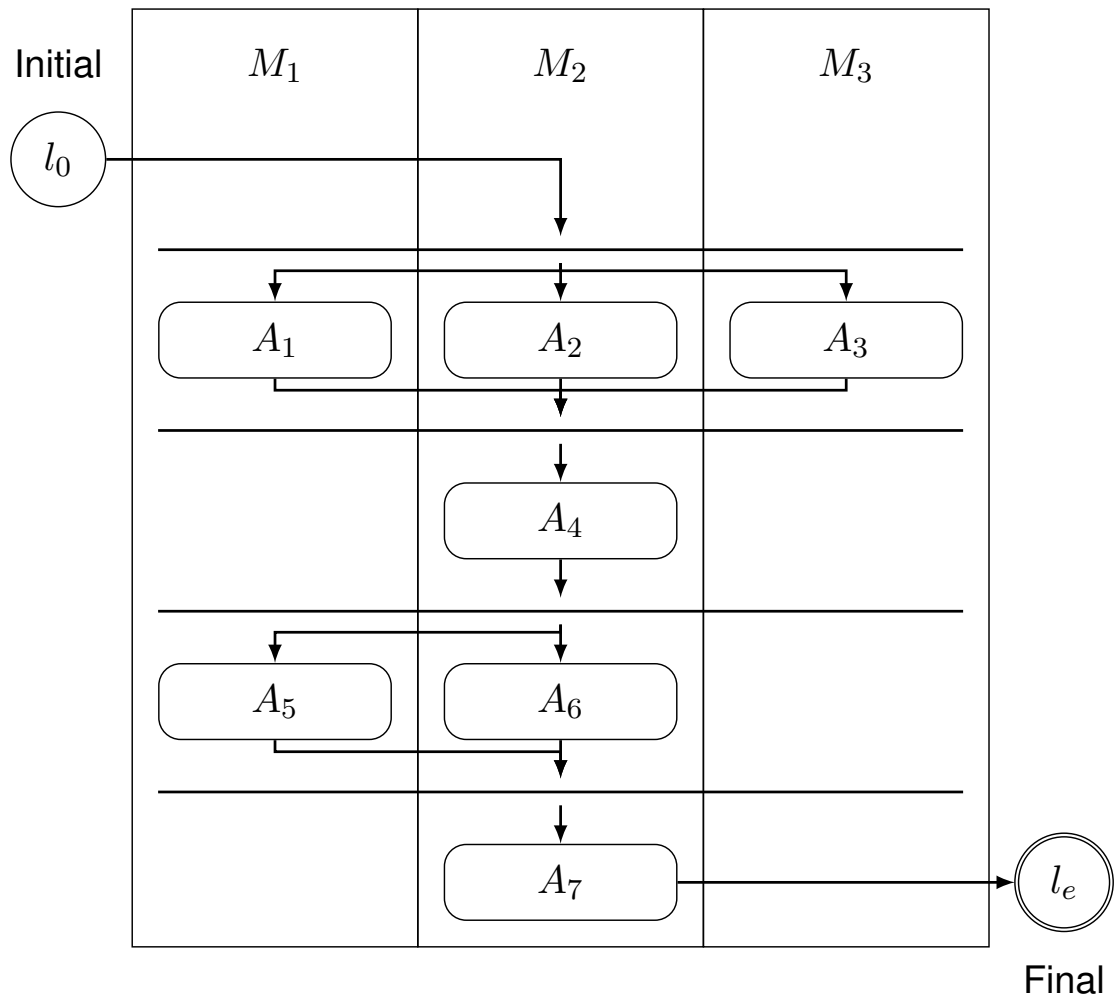 Initial
M₁ M₂ M₃
l₀
A₁ A₂ A₃
A₄
A₅ A₆
A₇
lₑ
Final